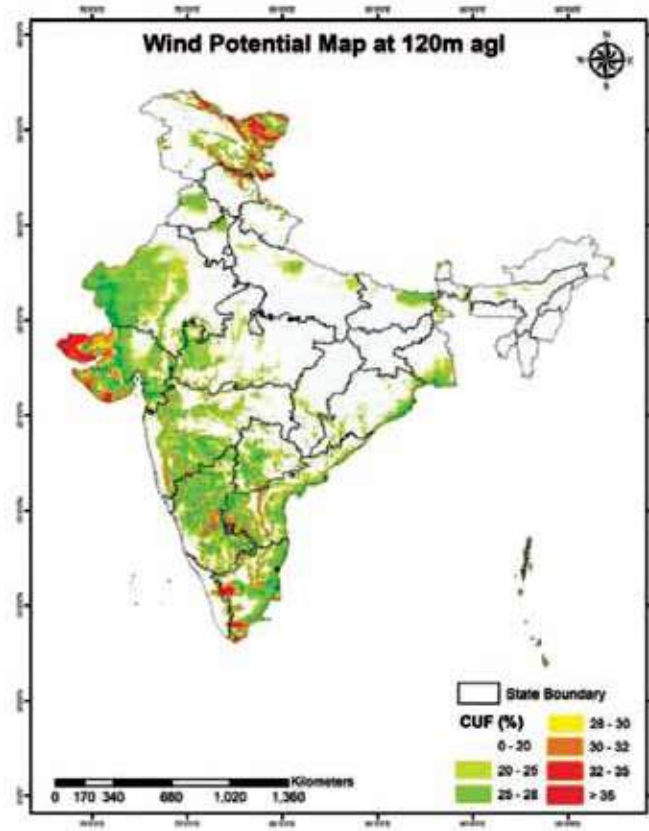 Wind Potential Map at 120m agl
N
W E
S
State Boundary
CUF (%)
0 - 20
20 - 25
25 - 28
28 - 30
30 - 32
32 - 35
> 35
Kilometers
0 170 340 680 1,020 1,360